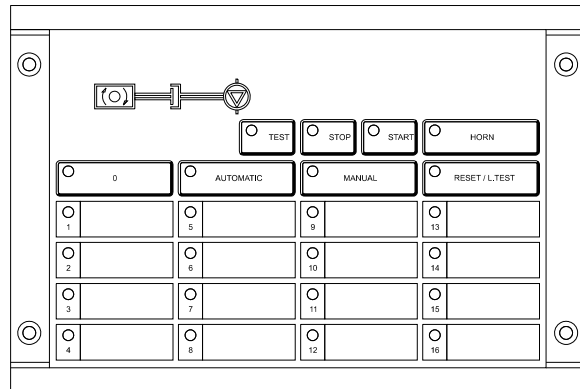 TEST STOP START HORN
0 AUTOMATIC MANUAL RESET / L.TEST
1 5 9 13
2 6 10 14
3 7 11 15
4 8 12 16